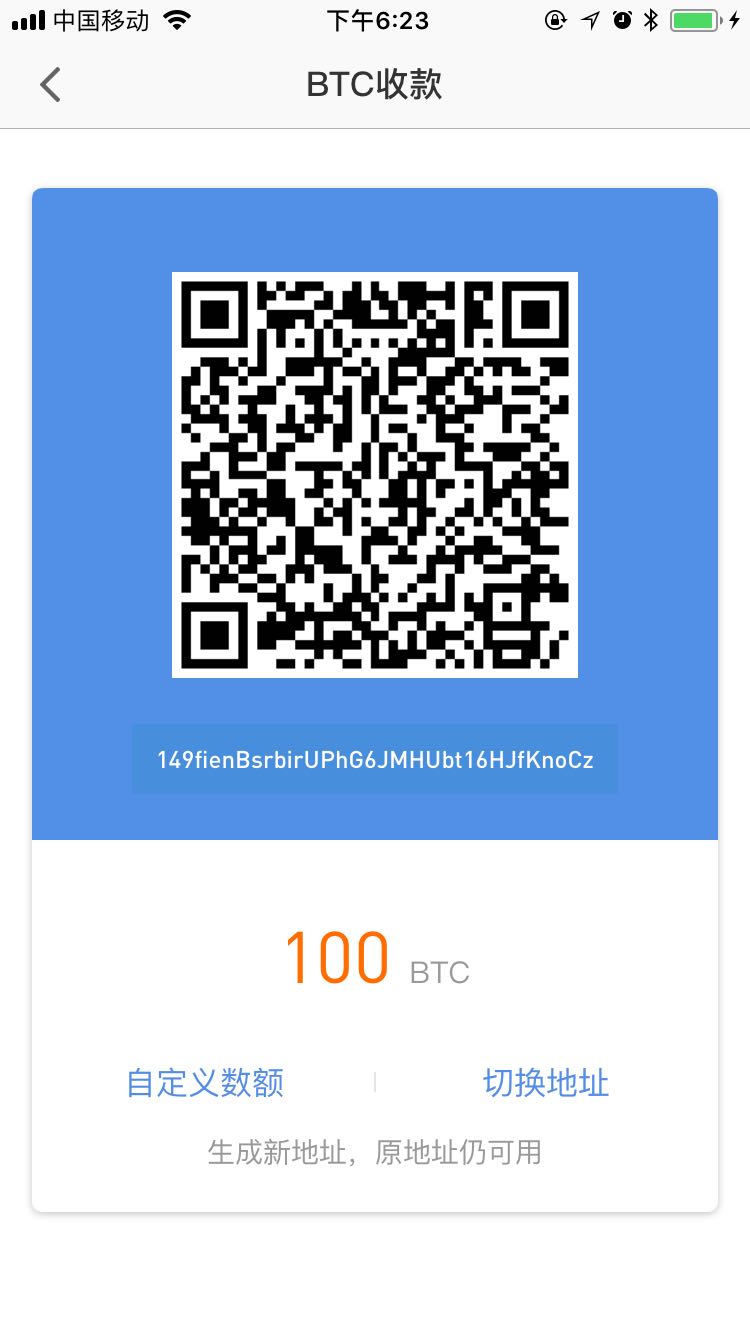 中国移动 下午6:23
BTC收款
149fienBsrbirUPhG6JMHUbt16HJfKnoCz
100 BTC
自定义数额 切换地址
生成新地址，原地址仍可用